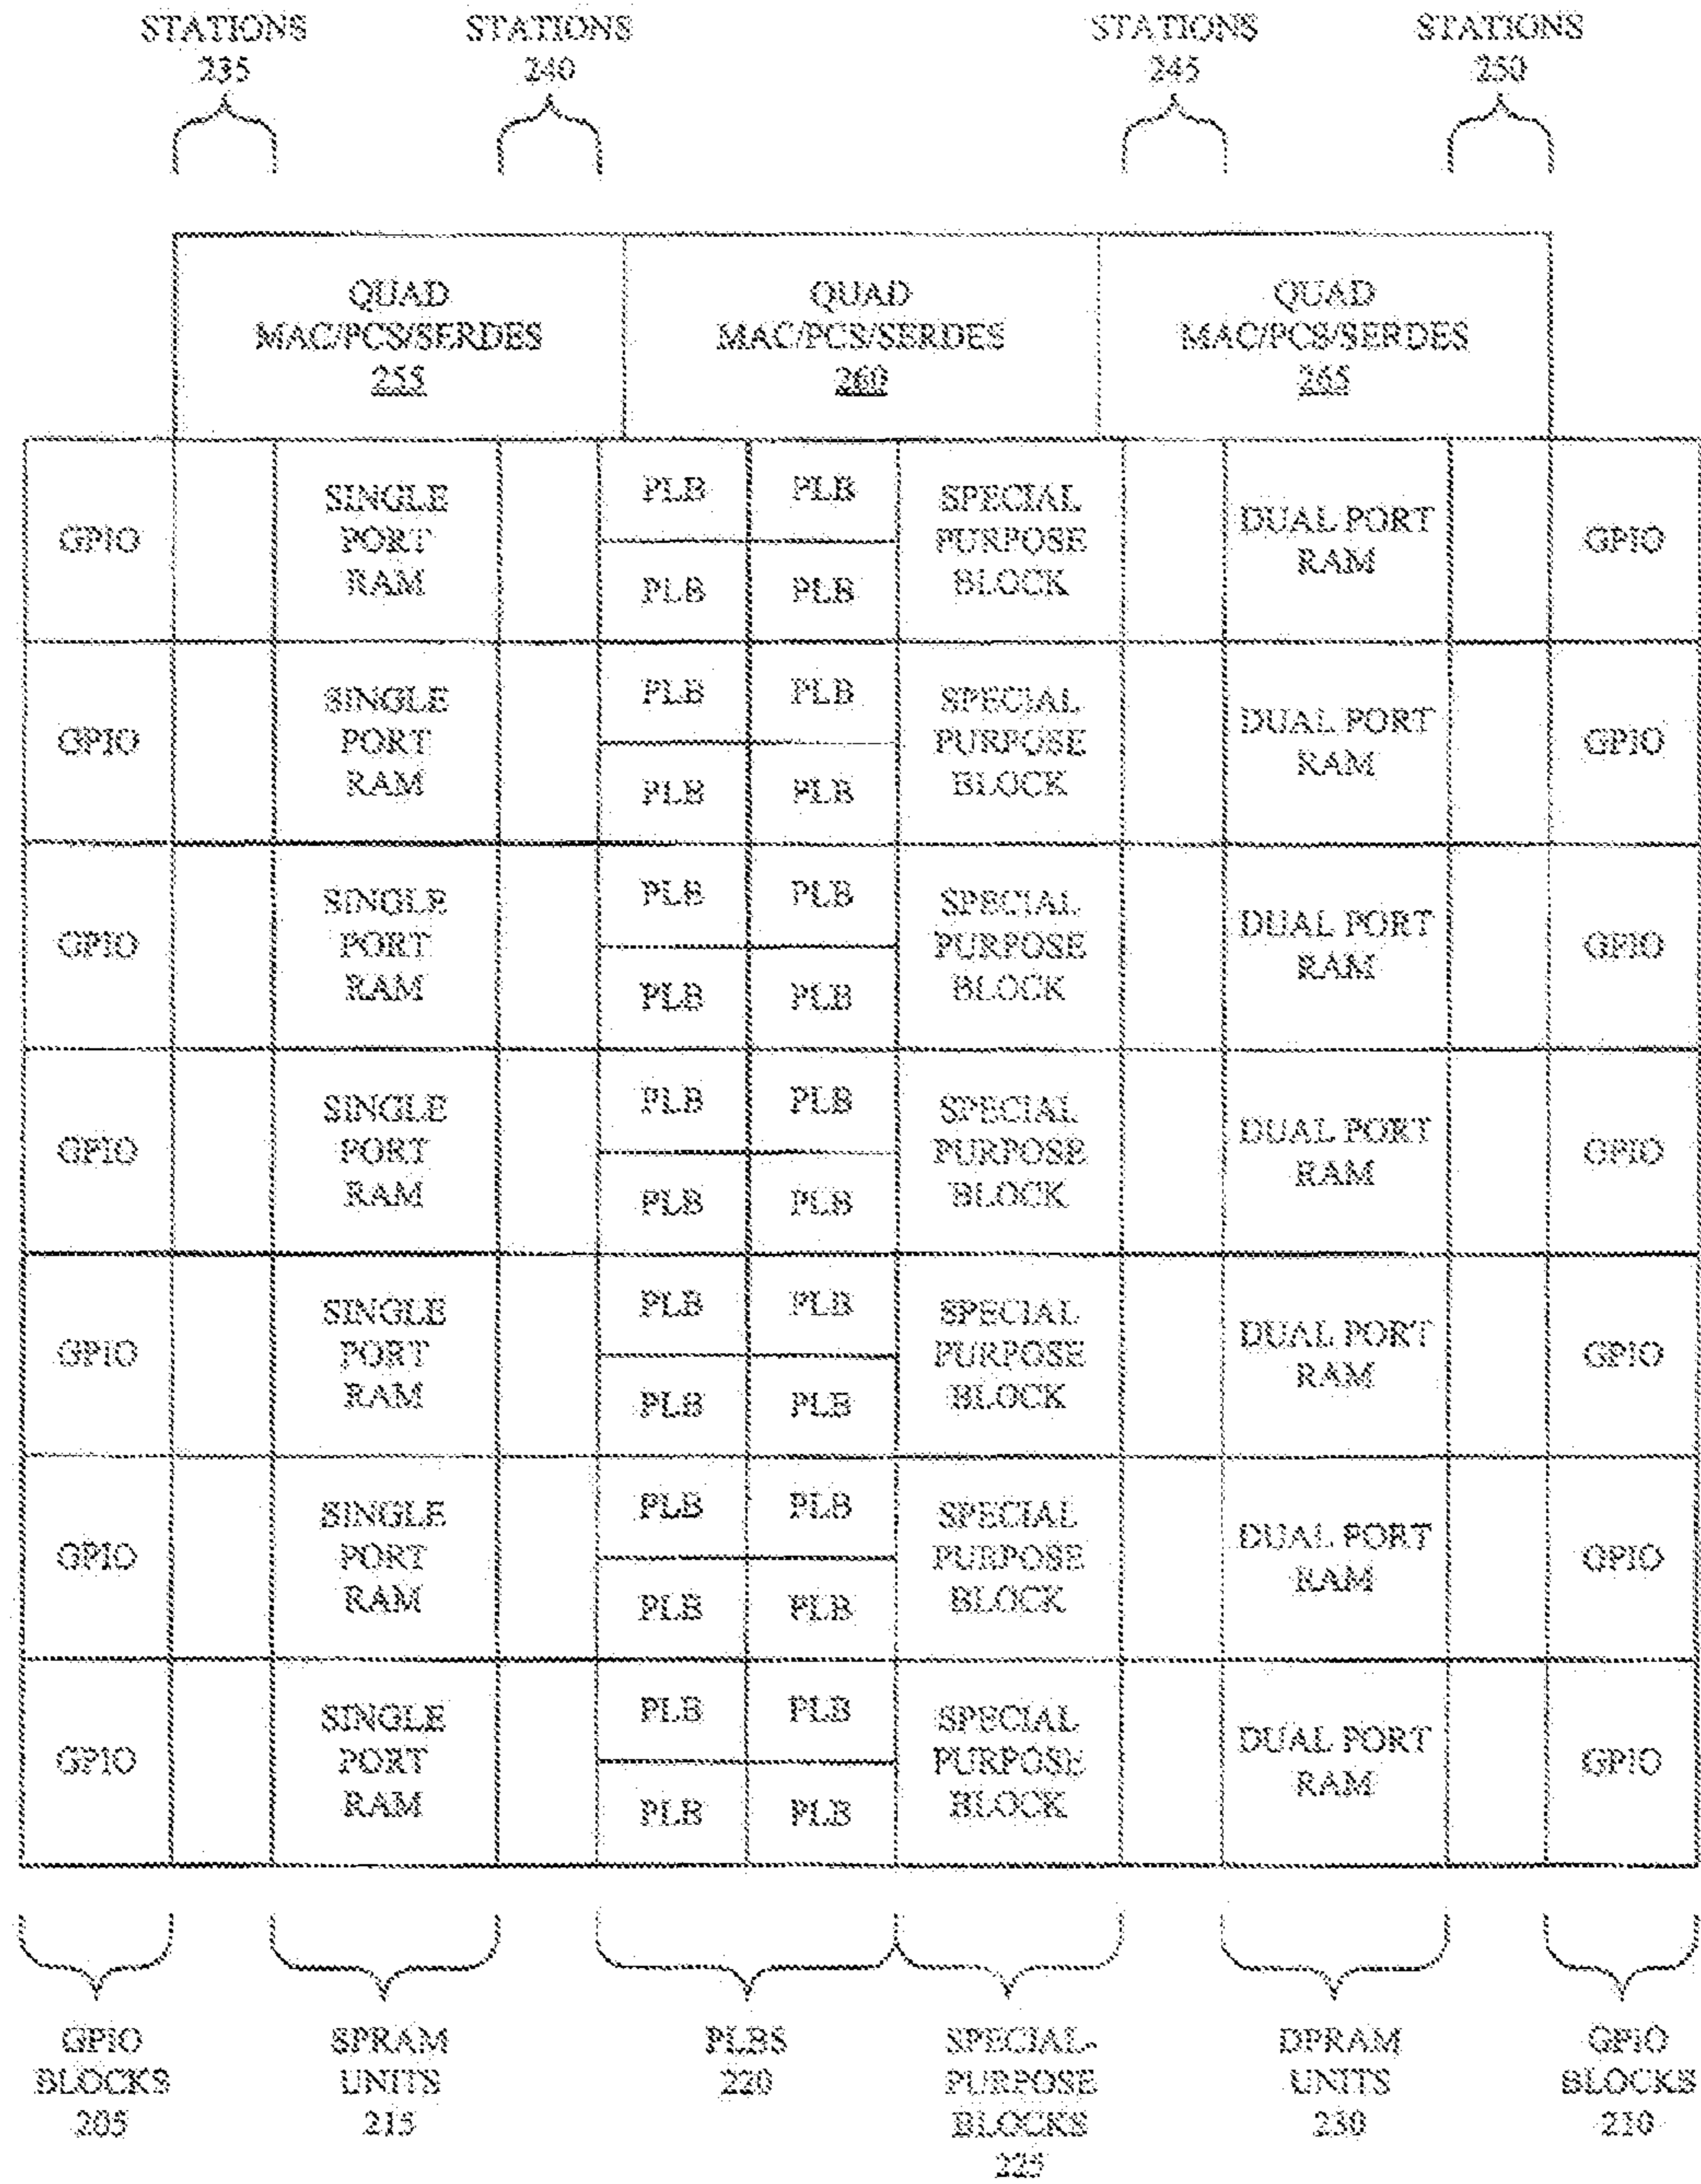 STATIONS
235
STATIONS
240
STATIONS
245
STATIONS
250
QUAD
MAC/PCS/SERDES
255
QUAD
MAC/PCS/SERDES
260
QUAD
MAC/PCS/SERDES
265
GPIO
SINGLE
PORT
RAM
PLB PLB
PLB PLB
SPECIAL
PURPOSE
BLOCK
DUAL PORT
RAM
GPIO
GPIO
SINGLE
PORT
RAM
PLB PLB
PLB PLB
SPECIAL
PURPOSE
BLOCK
DUAL PORT
RAM
GPIO
GPIO
SINGLE
PORT
RAM
PLB PLB
PLB PLB
SPECIAL
PURPOSE
BLOCK
DUAL PORT
RAM
GPIO
GPIO
SINGLE
PORT
RAM
PLB PLB
PLB PLB
SPECIAL
PURPOSE
BLOCK
DUAL PORT
RAM
GPIO
GPIO
SINGLE
PORT
RAM
PLB PLB
PLB PLB
SPECIAL
PURPOSE
BLOCK
DUAL PORT
RAM
GPIO
GPIO
SINGLE
PORT
RAM
PLB PLB
PLB PLB
SPECIAL
PURPOSE
BLOCK
DUAL PORT
RAM
GPIO
GPIO
SINGLE
PORT
RAM
PLB PLB
PLB PLB
SPECIAL
PURPOSE
BLOCK
DUAL PORT
RAM
GPIO
GPIO
BLOCKS
205
SPRAM
UNITS
215
PLBS
220
SPECIAL-
PURPOSE
BLOCKS
225
DPRAM
UNITS
230
GPIO
BLOCKS
210